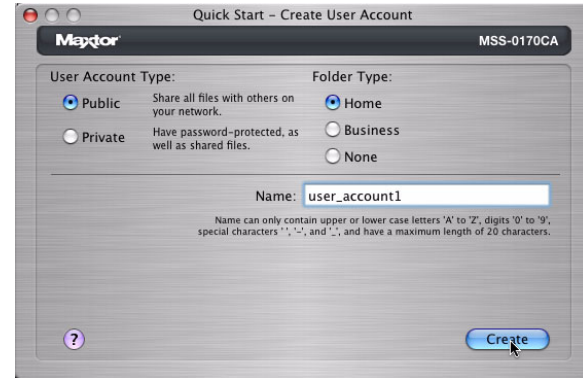 Quick Start – Create User Account
Maxtor
MSS-0170CA
User Account Type:
Public
Share all files with others on
your network.
Private
Have password-protected, as
well as shared files.
Folder Type:
Home
Business
None
Name: user_account1
Name can only contain upper or lower case letters 'A' to 'Z', digits '0' to '9',
special characters ' ', '-', and '_', and have a maximum length of 20 characters.
?
Create